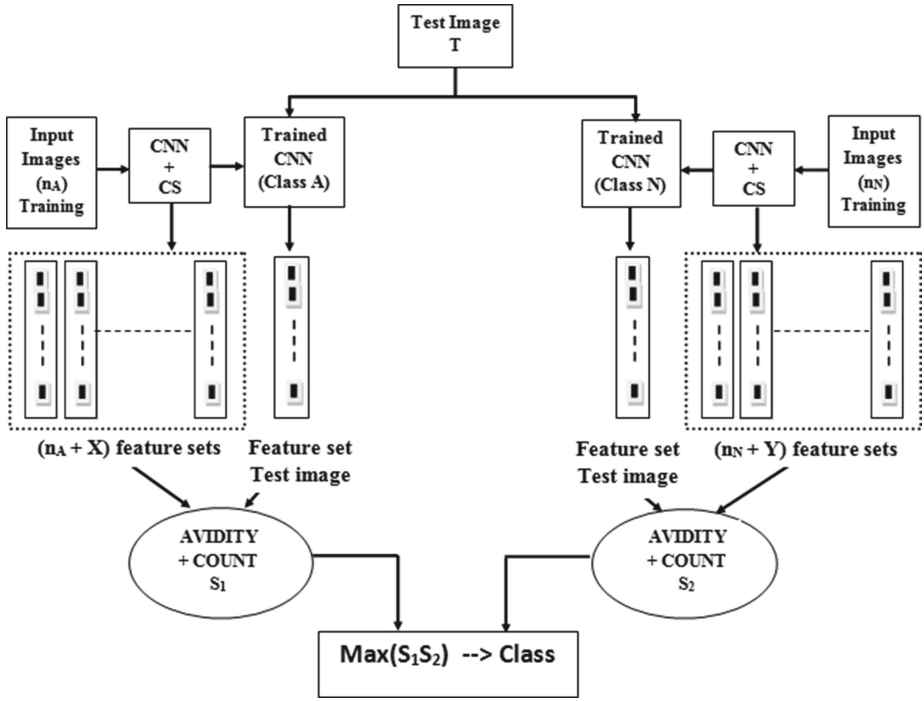 Test Image
T
Input
Images
(nA)
Training
CNN
+
CS
Trained
CNN
(Class A)
Trained
CNN
(Class N)
CNN
+
CS
Input
Images
(nN)
Training
(nA + X) feature sets
Feature set
Test image
Feature set
Test image
(nN + Y) feature sets
AVIDITY
+ COUNT
S1
AVIDITY
+ COUNT
S2
Max(S1S2) --> Class